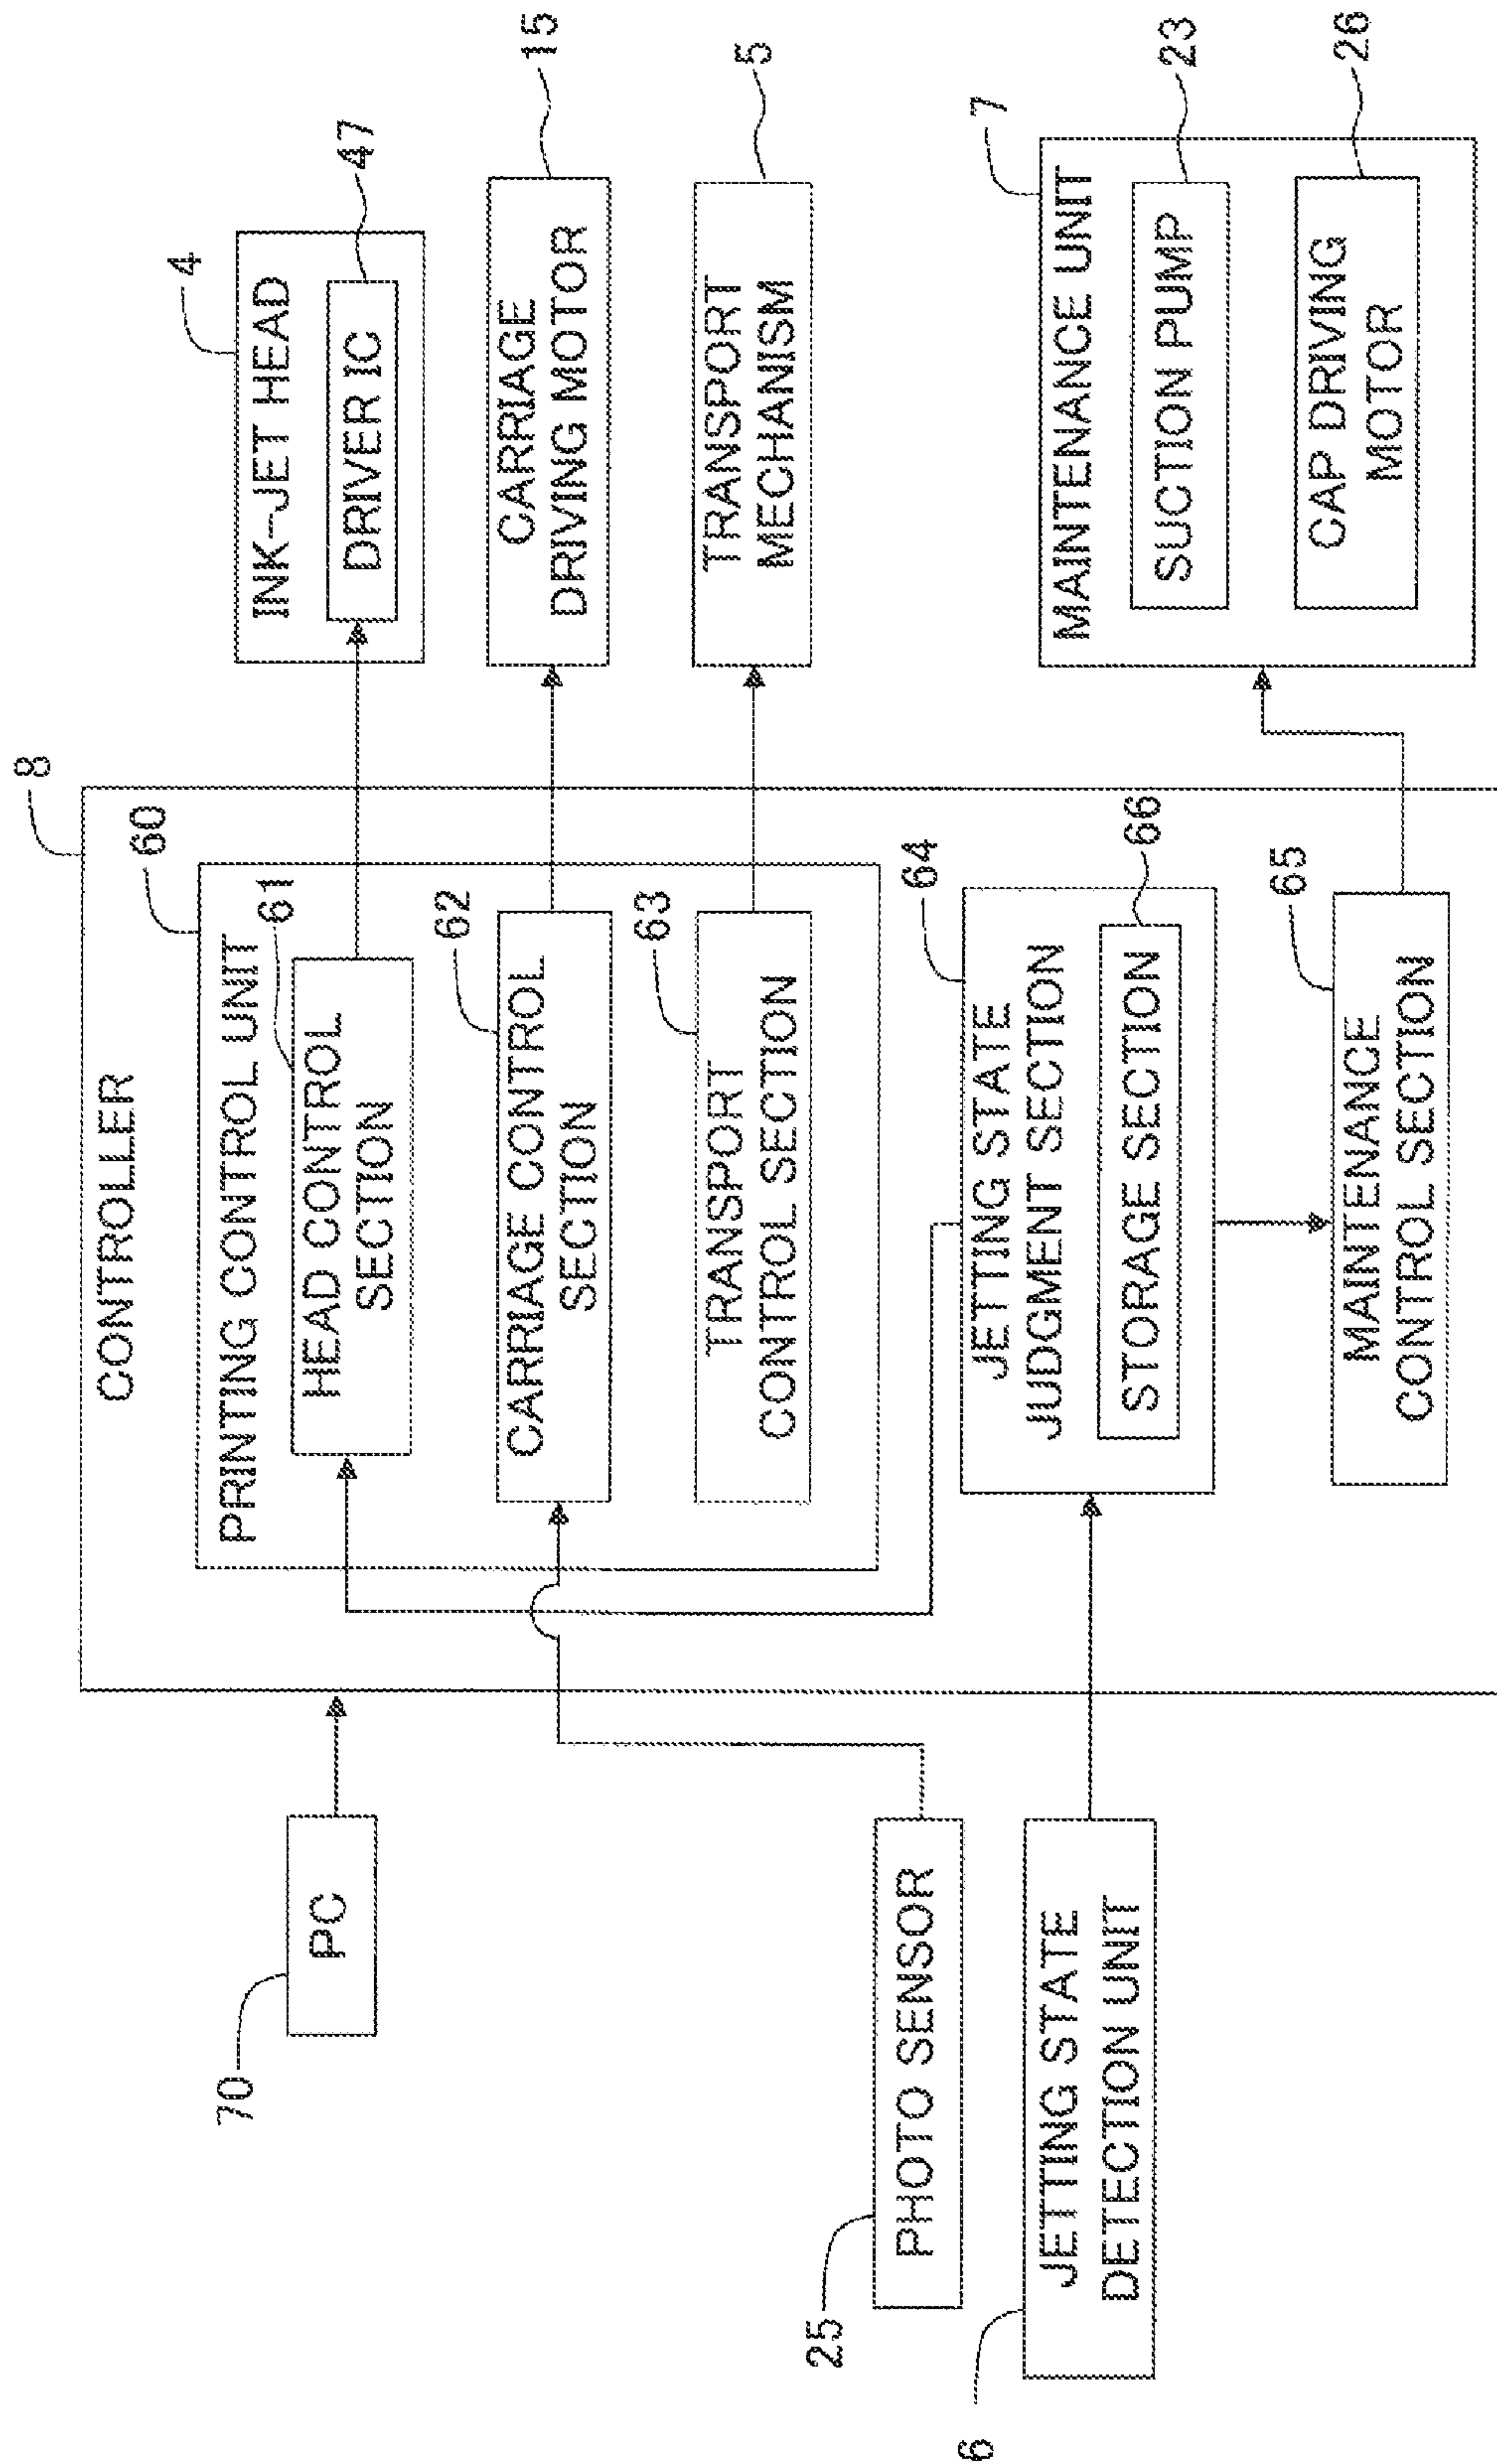 8
CONTROLLER
60
PRINTING CONTROL UNIT
61
HEAD CONTROL
SECTION
62
CARRIAGE CONTROL
SECTION
63
TRANSPORT
CONTROL SECTION
64
JETTING STATE
JUDGMENT SECTION
66
STORAGE SECTION
65
MAINTENANCE
CONTROL SECTION
70
PC
25
PHOTO SENSOR
6
JETTING STATE
DETECTION UNIT
4
INK-JET HEAD
47
DRIVER IC
15
CARRIAGE
DRIVING MOTOR
5
TRANSPORT
MECHANISM
7
MAINTENANCE UNIT
23
SUCTION PUMP
26
CAP DRIVING
MOTOR